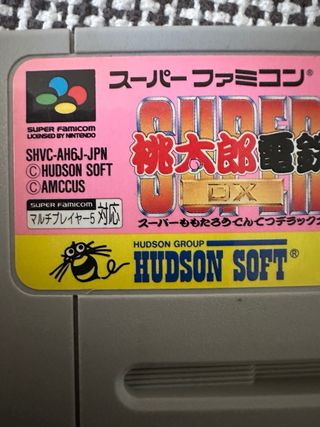 スーパーファミコン®
SUPER FAMICOM
LICENSED BY NINTENDO
SHVC-AH6J-JPN
©HUDSON SOFT
©AMCCUS
SUPER FAMICOM
マルチプレイヤー5 対応
SUPER
桃太郎電鉄
DX
スーパーももたろうでんてつデラックス
HUDSON GROUP
HUDSON SOFT®